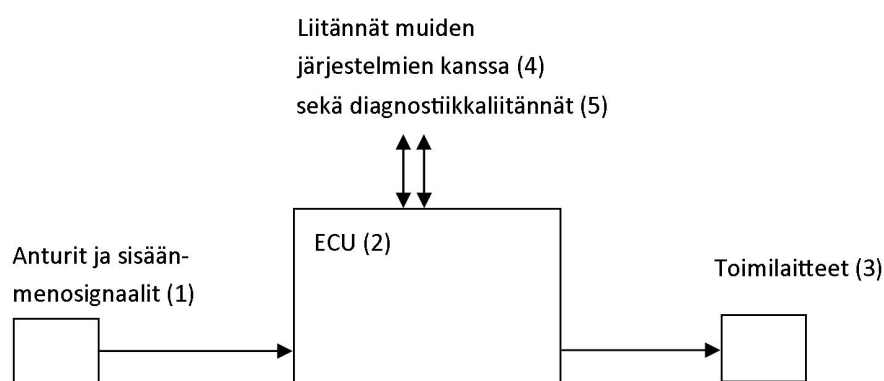 Liitännät muiden
järjestelmien kanssa (4)
sekä diagnostiikkaliitännät (5)
ECU (2)
Anturit ja sisään-
menosignaalit (1)
Toimilaitteet (3)